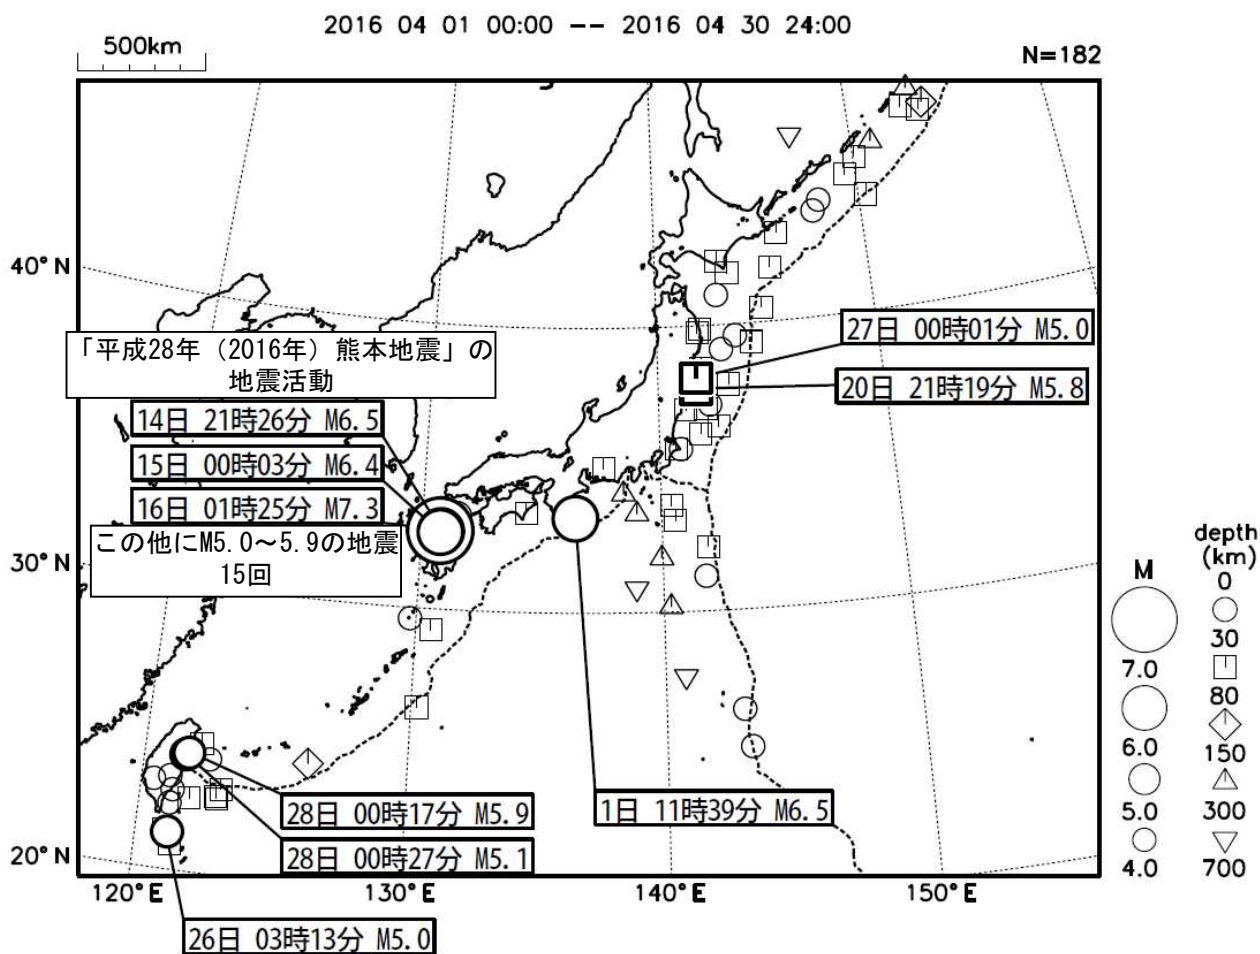 2016 04 01 00:00 -- 2016 04 30 24:00
500km
N=182
40°N
27日 00時01分 M5.0
「平成28年（2016年）熊本地震」の
地震活動
20日 21時19分 M5.8
14日 21時26分 M6.5
15日 00時03分 M6.4
16日 01時25分 M7.3
この他にM5.0～5.9の地震
15回
30°N
depth
(km)
M
0
30
7.0
80
6.0
150
5.0
300
4.0
700
28日 00時17分 M5.9
1日 11時39分 M6.5
28日 00時27分 M5.1
20°N
120°E
130°E
140°E
150°E
26日 03時13分 M5.0